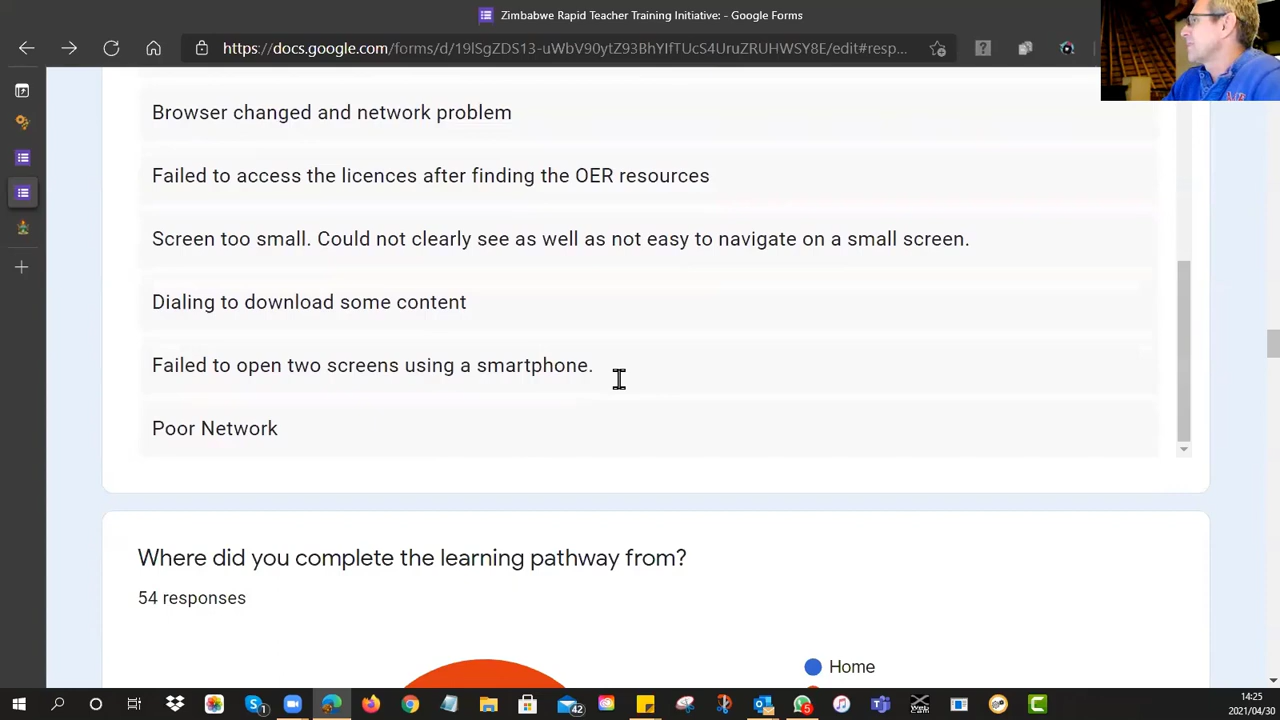 Zimbabwe Rapid Teacher Training Initiative: - Google Forms
https://docs.google.com/forms/d/19lSgZDS13-uWbV90ytZ93BhYIfTUcS4UruZRUHWSY8E/edit#resp...
Browser changed and network problem
Failed to access the licences after finding the OER resources
Screen too small. Could not clearly see as well as not easy to navigate on a small screen.
Dialing to download some content
Failed to open two screens using a smartphone.
Poor Network
Where did you complete the learning pathway from?
54 responses
Home
1
42
5
14:25
2021/04/30